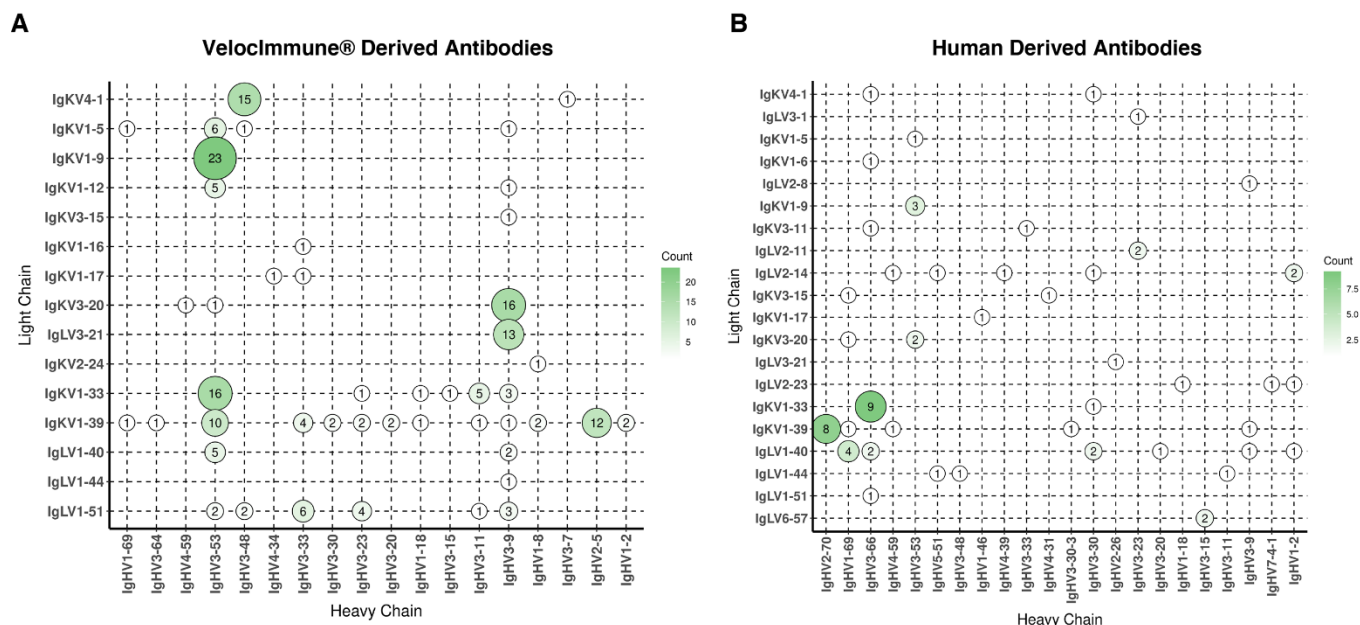 A
VelocImmune® Derived Antibodies
Light Chain
IgKV4-1 15 1
IgKV1-5 1 6 1 1
IgKV1-9 23
IgKV1-12 5 1
IgKV3-15 1
IgKV1-16 1
IgKV1-17 1 1
IgKV3-20 1 1 16
IgLV3-21 13
IgKV2-24 1
IgKV1-33 16 1 1 1 5 3
IgKV1-39 1 1 10 4 2 2 2 1 1 1 2 12 2
IgLV1-40 5 2
IgLV1-44 1
IgLV1-51 2 2 6 4 1 3
IgHV1-69
IgHV3-64
IgHV4-59
IgHV3-53
IgHV3-48
IgHV4-34
IgHV3-33
IgHV3-30
IgHV3-23
IgHV3-20
IgHV1-18
IgHV3-15
IgHV3-11
IgHV3-9
IgHV1-8
IgHV3-7
IgHV2-5
IgHV1-2
Heavy Chain
Count
20
15
10
5
B
Human Derived Antibodies
Light Chain
IgKV4-1 1 1
IgLV3-1 1
IgKV1-5 1
IgKV1-6 1
IgLV2-8 1
IgKV1-9 3
IgKV3-11 1 1
IgLV2-11 2
IgLV2-14 1 1 1 1 2
IgKV3-15 1 1
IgKV1-17 1
IgKV3-20 1 2
IgLV3-21 1
IgLV2-23 1 1 1
IgKV1-33 9 1
IgKV1-39 8 1 1 1 1
IgLV1-40 4 2 2 1 1 1
IgLV1-44 1 1 1
IgLV1-51 1
IgLV6-57 2
IgHV2-70
IgHV1-69
IgHV3-66
IgHV4-59
IgHV3-53
IgHV5-51
IgHV3-48
IgHV1-46
IgHV4-39
IgHV3-33
IgHV4-31
IgHV3-30-3
IgHV3-30
IgHV2-26
IgHV3-23
IgHV3-20
IgHV1-18
IgHV3-15
IgHV3-11
IgHV3-9
IgHV7-4-1
IgHV1-2
Heavy Chain
Count
7.5
5.0
2.5